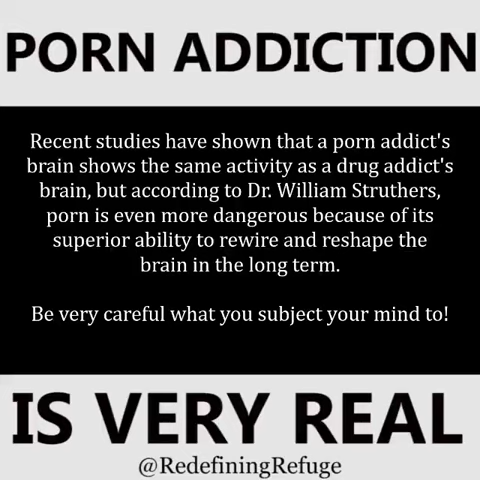 PORN ADDICTION
Recent studies have shown that a porn addict's
brain shows the same activity as a drug addict's
brain, but according to Dr. William Struthers,
porn is even more dangerous because of its
superior ability to rewire and reshape the
brain in the long term.
Be very careful what you subject your mind to!
IS VERY REAL
@RedefiningRefuge